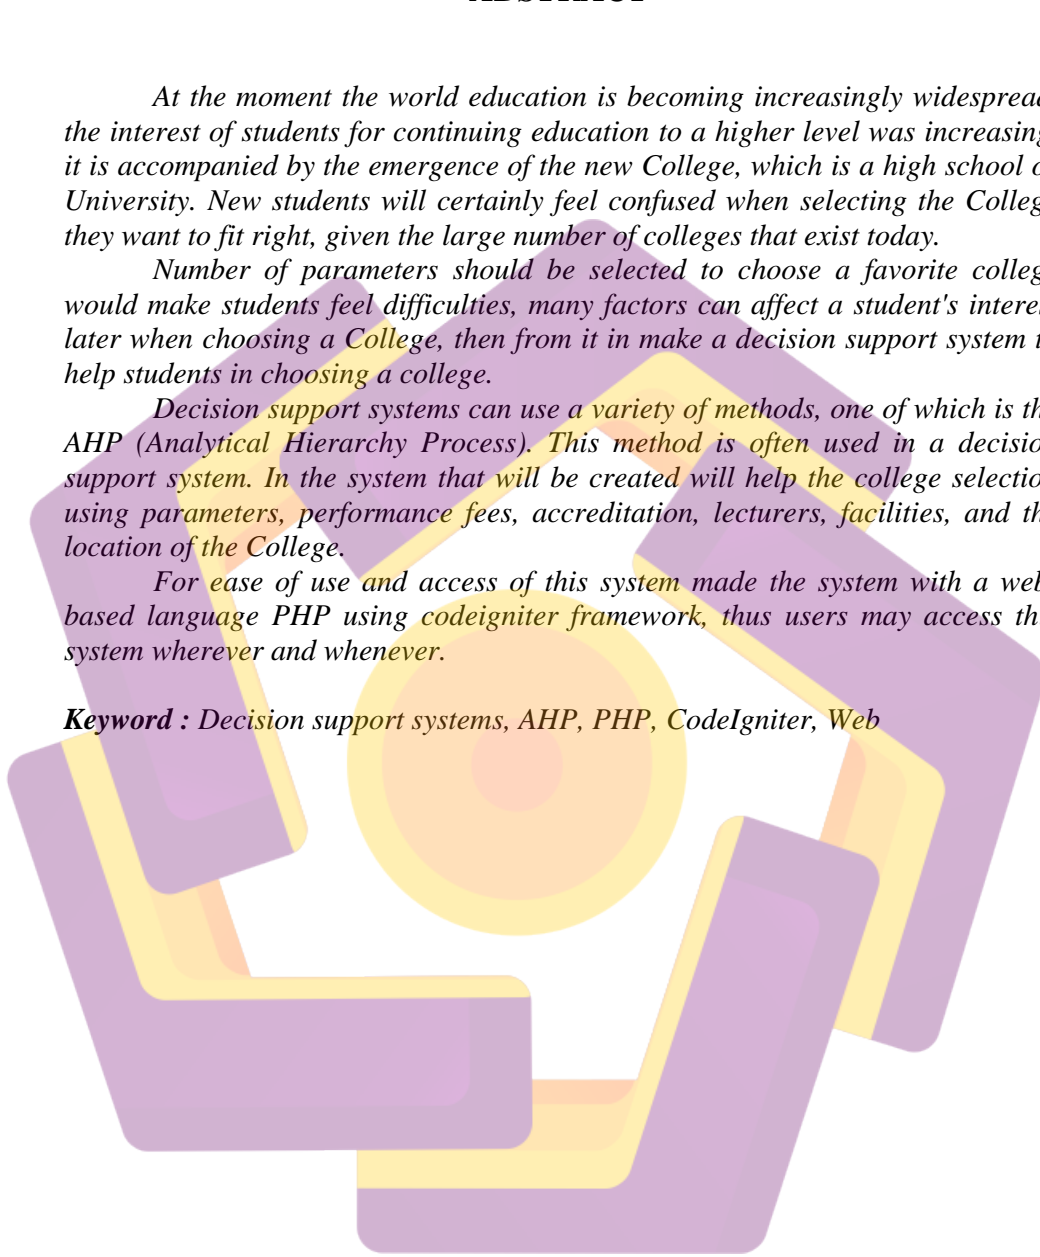 ABSTRACT
At the moment the world education is becoming increasingly widespread
the interest of students for continuing education to a higher level was increasing
it is accompanied by the emergence of the new College, which is a high school o
University. New students will certainly feel confused when selecting the Colleg
they want to fit right, given the large number of colleges that exist today.
Number of parameters should be selected to choose a favorite colleg
would make students feel difficulties, many factors can affect a student's interes
later when choosing a College, then from it in make a decision support system t
help students in choosing a college.
Decision support systems can use a variety of methods, one of which is th
AHP (Analytical Hierarchy Process). This method is often used in a decisio
support system. In the system that will be created will help the college selectio
using parameters, performance fees, accreditation, lecturers, facilities, and th
location of the College.
For ease of use and access of this system made the system with a web
based language PHP using codeigniter framework, thus users may access th
system wherever and whenever.
Keyword : Decision support systems, AHP, PHP, CodeIgniter, Web